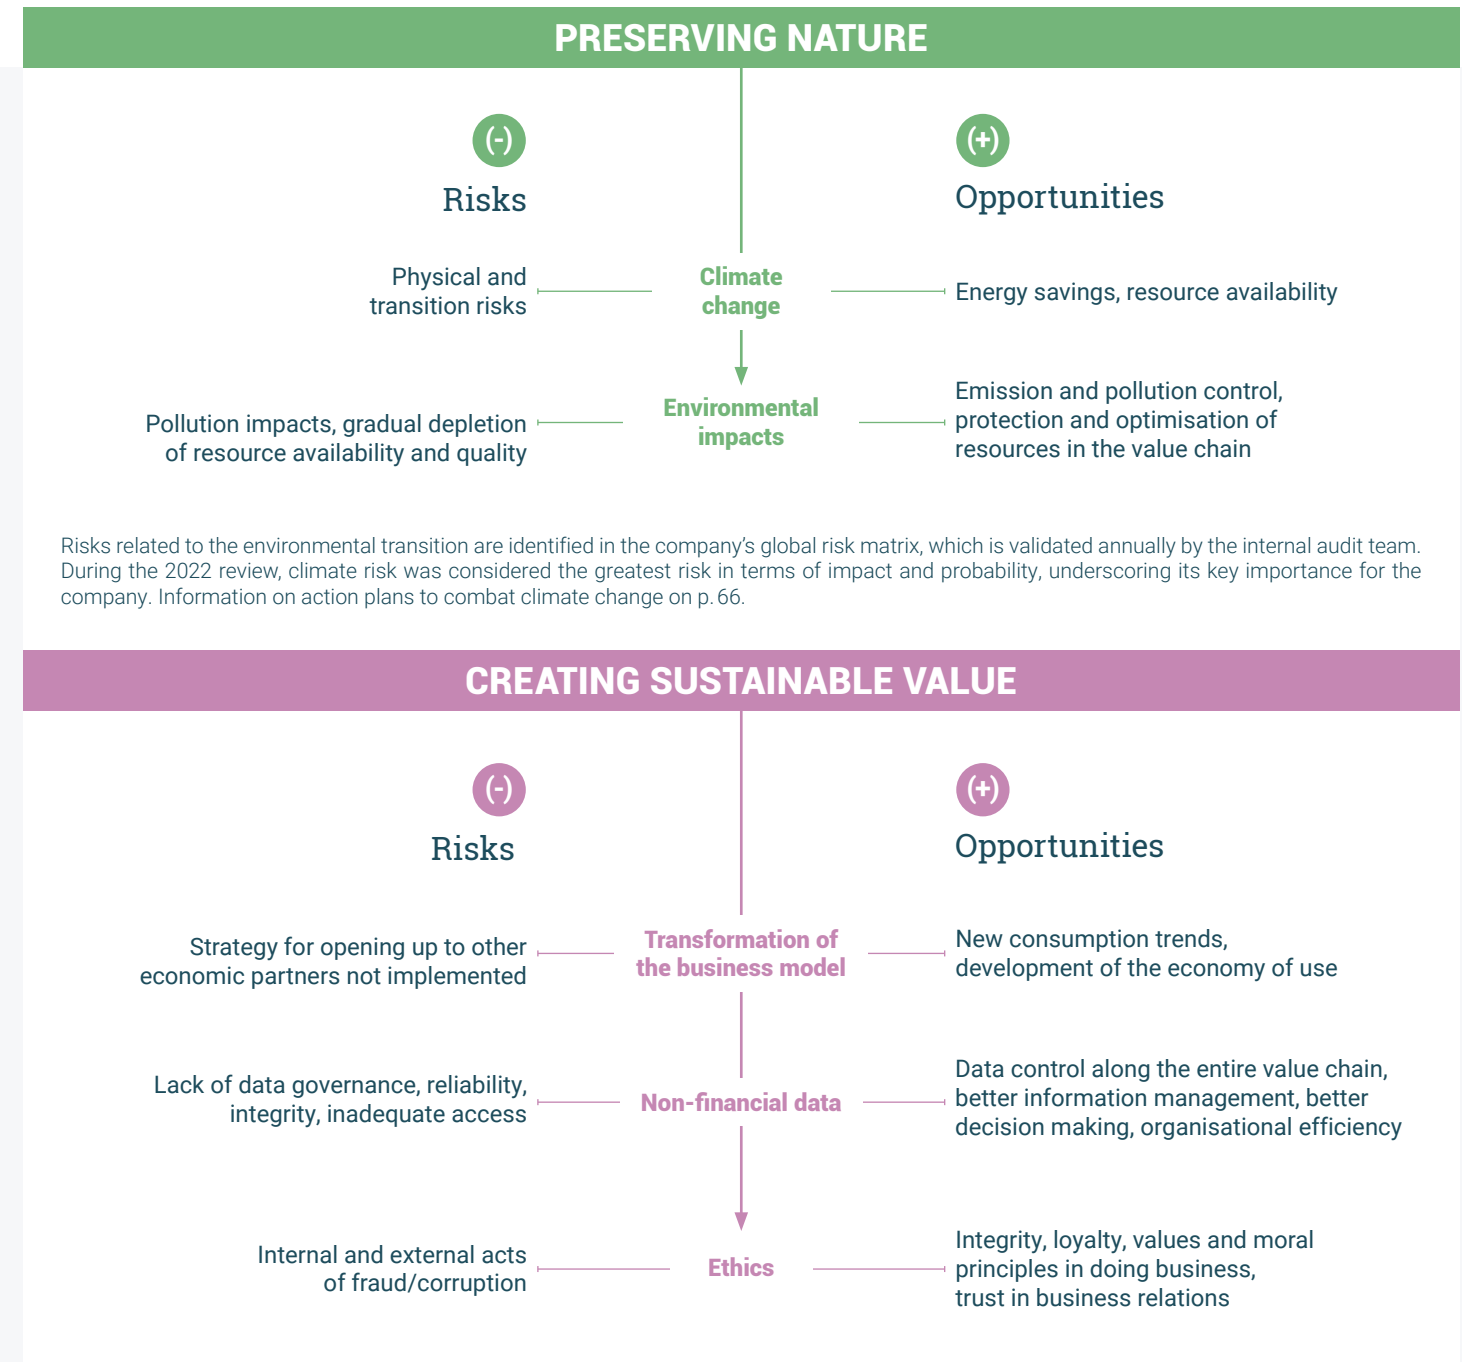 PRESERVING NATURE
(-)
Risks
(+)
Opportunities
Physical and
transition risks
Climate
change
Energy savings, resource availability
Pollution impacts, gradual depletion
of resource availability and quality
Environmental
impacts
Emission and pollution control,
protection and optimisation of
resources in the value chain
Risks related to the environmental transition are identified in the company's global risk matrix, which is validated annually by the internal audit team.
During the 2022 review, climate risk was considered the greatest risk in terms of impact and probability, underscoring its key importance for the
company. Information on action plans to combat climate change on p. 66.
CREATING SUSTAINABLE VALUE
(-)
Risks
(+)
Opportunities
Strategy for opening up to other
economic partners not implemented
Transformation of
the business model
New consumption trends,
development of the economy of use
Lack of data governance, reliability,
integrity, inadequate access
Non-financial data
Data control along the entire value chain,
better information management, better
decision making, organisational efficiency
Internal and external acts
of fraud/corruption
Ethics
Integrity, loyalty, values and moral
principles in doing business,
trust in business relations